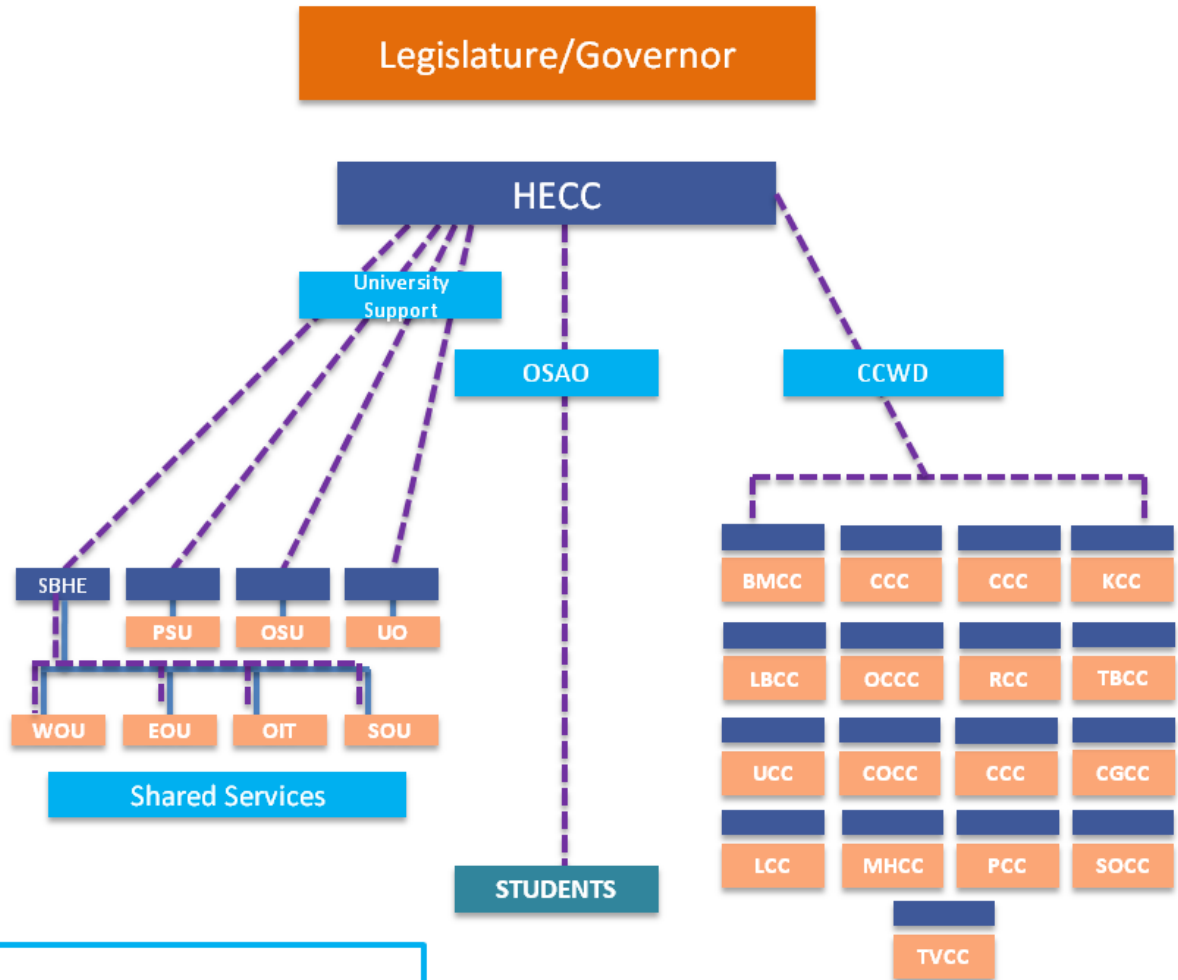 Legislature/Governor
HECC
University
Support
OSAO
CCWD
SBHE
PSU
OSU
UO
WOU
EOU
OIT
SOU
Shared Services
STUDENTS
BMCC
CCC
CCC
KCC
LBCC
OCCC
RCC
TBCC
UCC
COCC
CCC
CGCC
LCC
MHCC
PCC
SOCC
TVCC